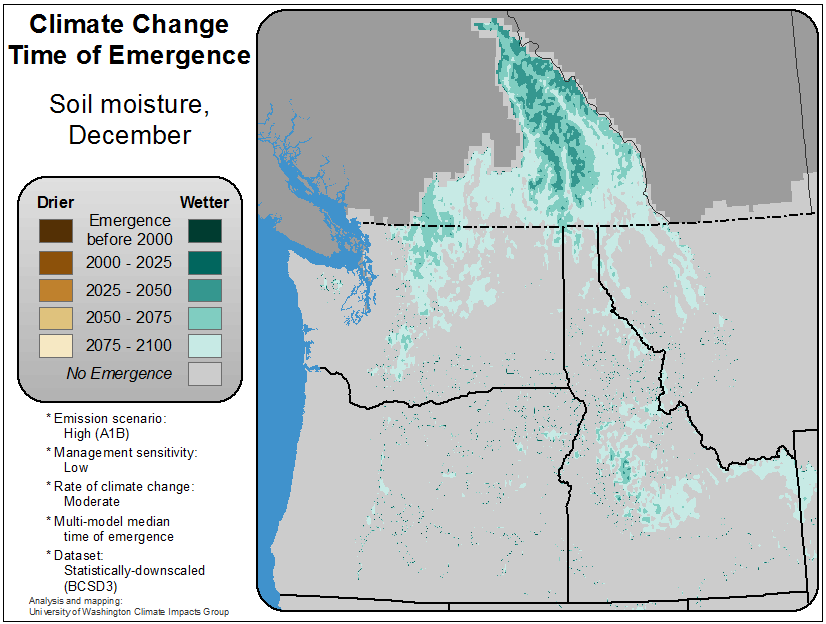 Climate Change
Time of Emergence
Soil moisture,
December
Drier Wetter
Emergence
before 2000
2000 - 2025
2025 - 2050
2050 - 2075
2075 - 2100
No Emergence
* Emission scenario:
High (A1B)
* Management sensitivity:
Low
* Rate of climate change:
Moderate
* Multi-model median
time of emergence
* Dataset:
Statistically-downscaled
(BCSD3)
Analysis and mapping:
University of Washington Climate Impacts Group